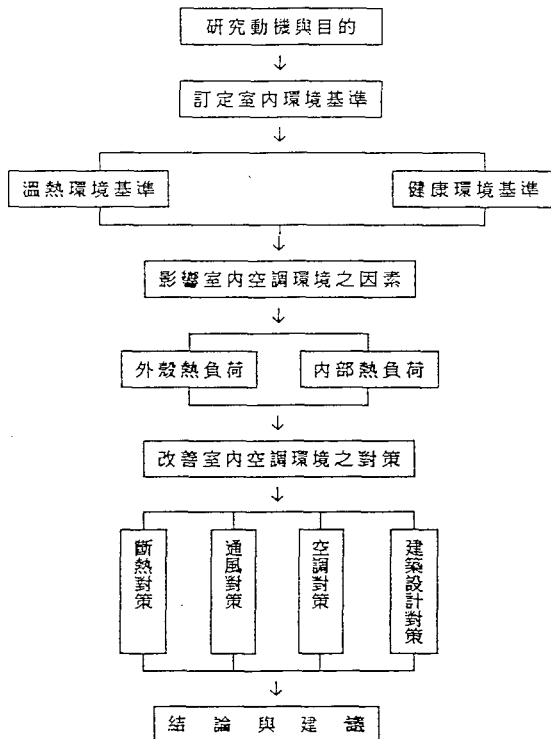 研究動機與目的
訂定室內環境基準
溫熱環境基準
健康環境基準
影響室內空調環境之因素
外殼熱負荷
內部熱負荷
改善室內空調環境之對策
斷熱對策
通風對策
空調對策
建築設計對策
結論與建議